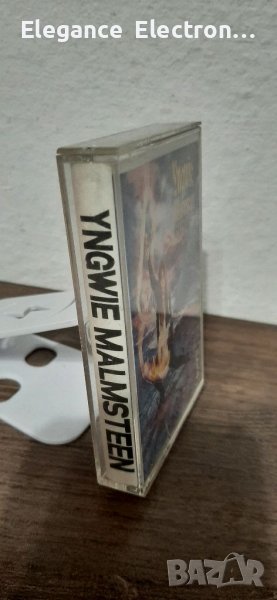 Elegance Electron...
YNGWIE MALMSTEEN
BAZAR